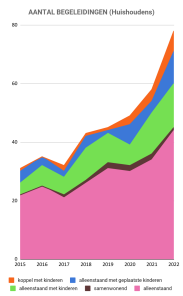 AANTAL BEGELEIDINGEN (Huishoudens)
80
60
40
20
0
2015 2016 2017 2018 2019 2020 2021 2022
koppel met kinderen alleenstaand met geplaatste kinderen
alleenstaand met kinderen samenwonend alleenstaand